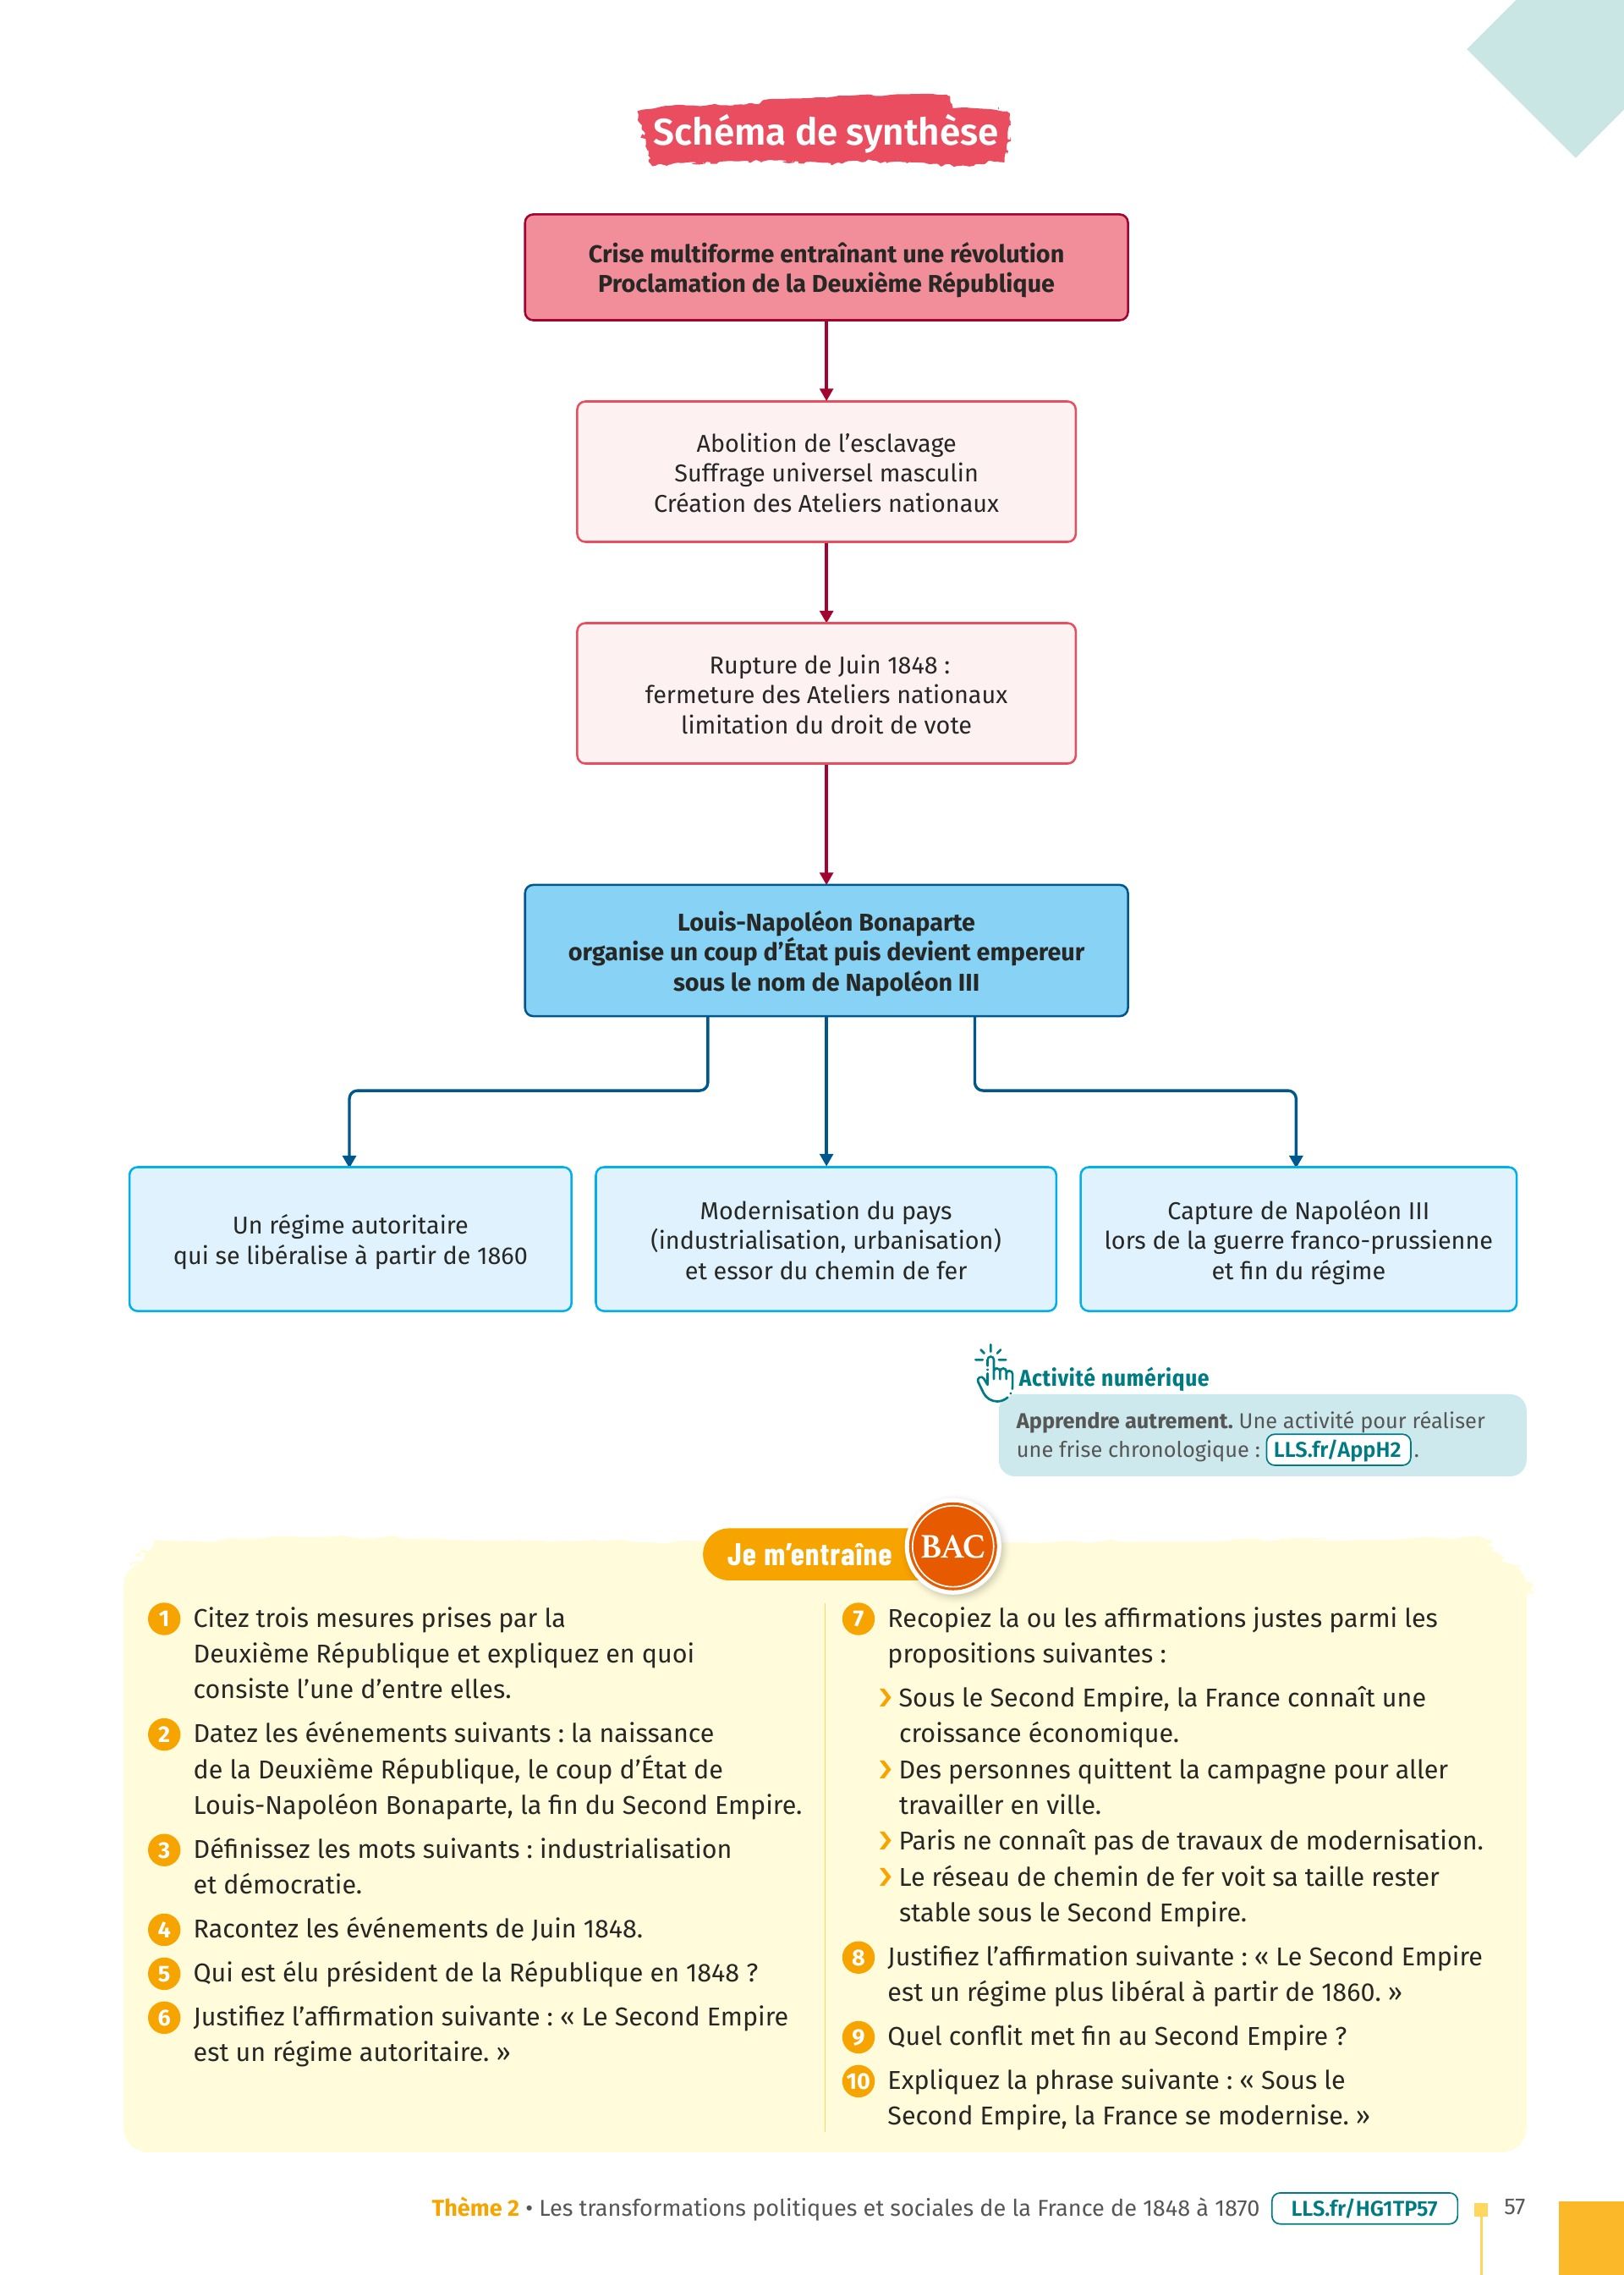 Schéma de synthèse
Crise multiforme entraînant une révolution
Proclamation de la Deuxième République
Abolition de l’esclavage
Suffrage universel masculin
Création des Ateliers nationaux
Rupture de Juin 1848 :
fermeture des Ateliers nationaux
limitation du droit de vote
Louis-Napoléon Bonaparte
organise un coup d’État puis devient empereur
sous le nom de Napoléon III
Un régime autoritaire
qui se libéralise à partir de 1860
Modernisation du pays
(industrialisation, urbanisation)
et essor du chemin de fer
Capture de Napoléon III
lors de la guerre franco-prussienne
et fin du régime
Activité numérique
Apprendre autrement. Une activité pour réaliser
une frise chronologique : LLS.fr/AppH2 .
Je m’entraîne BAC
1 Citez trois mesures prises par la
Deuxième République et expliquez en quoi
consiste l’une d’entre elles.
2 Datez les événements suivants : la naissance
de la Deuxième République, le coup d’État de
Louis-Napoléon Bonaparte, la fin du Second Empire.
3 Définissez les mots suivants : industrialisation
et démocratie.
4 Racontez les événements de Juin 1848.
5 Qui est élu président de la République en 1848 ?
6 Justifiez l’affirmation suivante : « Le Second Empire
est un régime autoritaire. »
7 Recopiez la ou les affirmations justes parmi les
propositions suivantes :
› Sous le Second Empire, la France connaît une
croissance économique.
› Des personnes quittent la campagne pour aller
travailler en ville.
› Paris ne connaît pas de travaux de modernisation.
› Le réseau de chemin de fer voit sa taille rester
stable sous le Second Empire.
8 Justifiez l’affirmation suivante : « Le Second Empire
est un régime plus libéral à partir de 1860. »
9 Quel conflit met fin au Second Empire ?
10 Expliquez la phrase suivante : « Sous le
Second Empire, la France se modernise. »
Thème 2 • Les transformations politiques et sociales de la France de 1848 à 1870 LLS.fr/HG1TP57 57